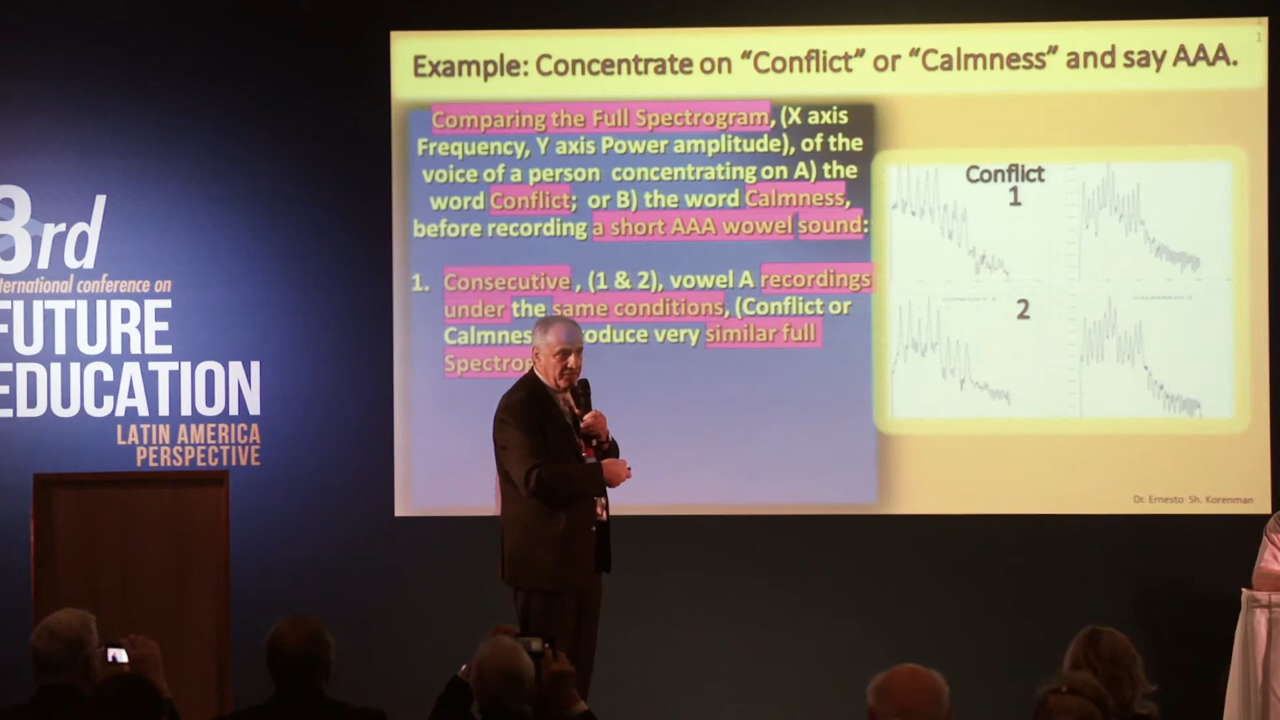 Example: Concentrate on “Conflict” or “Calmness” and say AAA.
1
Comparing the Full Spectrogram, (X axis
Frequency, Y axis Power amplitude), of the
voice of a person concentrating on A) the
word Conflict; or B) the word Calmness,
before recording a short AAA wowel sound:
1. Consecutive , (1 & 2), vowel A recordings
under the same conditions, (Conflict or
Calmnes oduce very similar full
Spectro
Conflict
1
2
Dr. Ernesto Sh. Korenman
3rd
ternational conference on
FUTURE
EDUCATION
LATIN AMERICA
PERSPECTIVE